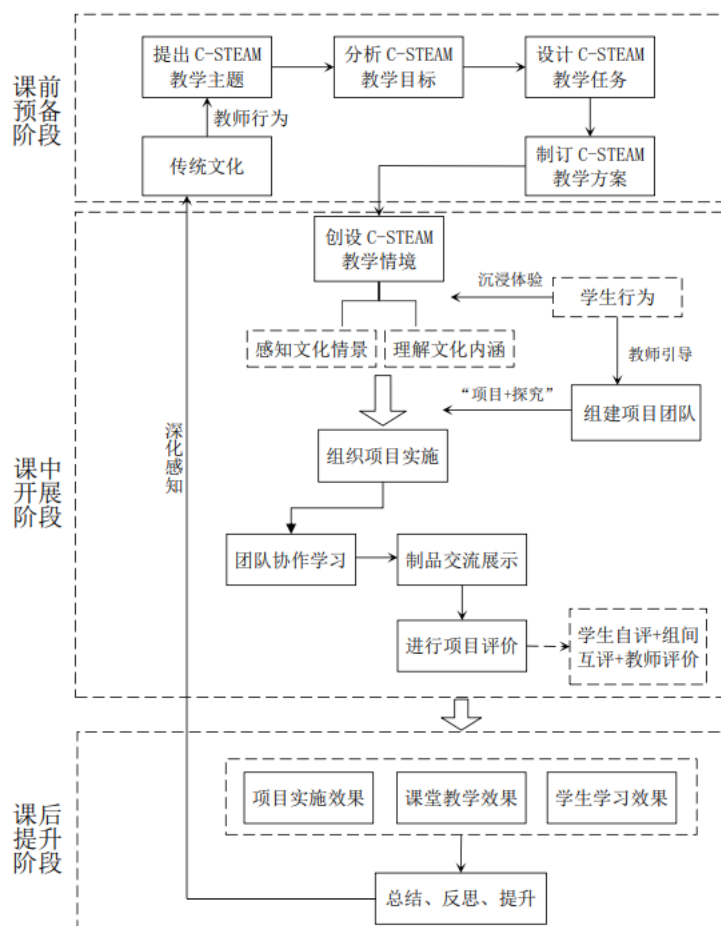 课前
预备
阶段
提出 C-STEAM
教学主题
分析 C-STEAM
教学目标
设计 C-STEAM
教学任务
教师行为
传统文化
制订 C-STEAM
教学方案
课中
开展
阶段
创设 C-STEAM
教学情境
沉浸体验
学生行为
感知文化情景
理解文化内涵
教师引导
“项目+探究”
组建项目团队
深化感知
组织项目实施
团队协作学习
制品交流展示
进行项目评价
学生自评+组间
互评+教师评价
课后
提升
阶段
项目实施效果
课堂教学效果
学生学习效果
总结、反思、提升